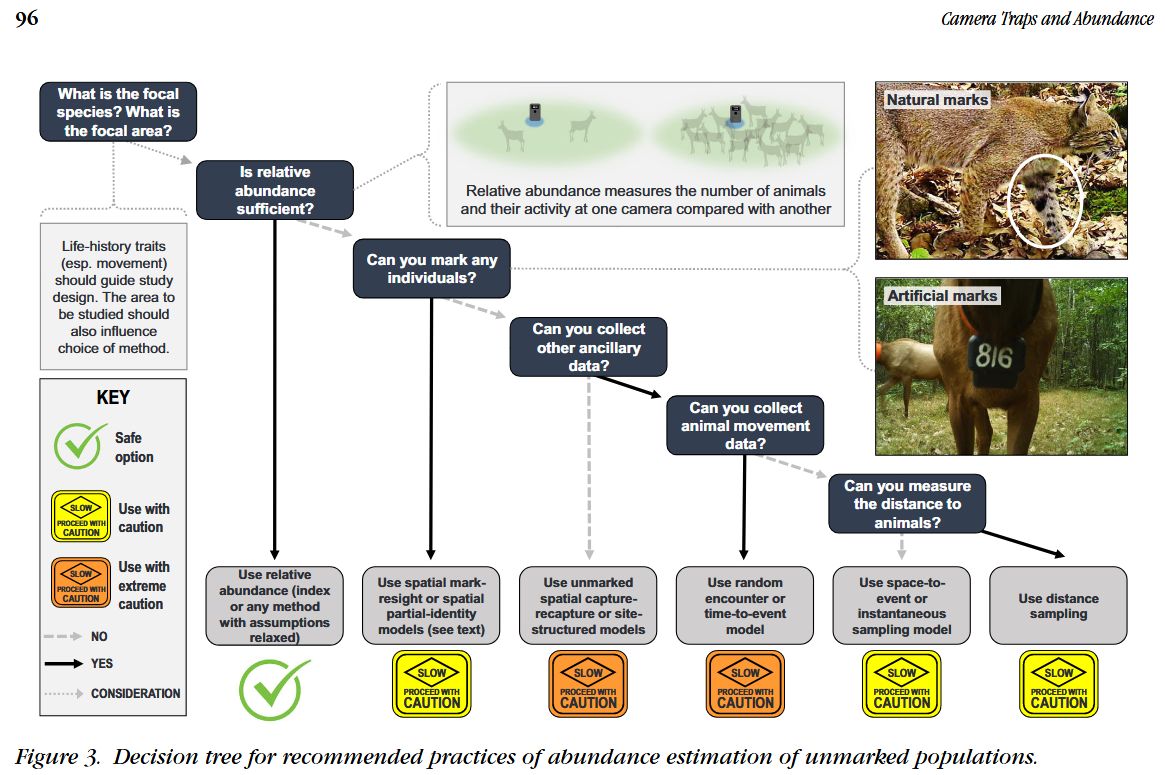 96
Camera Traps and Abundance
What is the focal
species? What is
the focal area?
Is relative
abundance
sufficient?
Relative abundance measures the number of animals
and their activity at one camera compared with another
Natural marks
Life-history traits
(esp. movement)
should guide study
design. The area to
be studied should
also influence
choice of method.
Can you mark any
individuals?
Artificial marks
816
Can you collect
other ancillary
data?
Can you collect
animal movement
data?
Can you measure
the distance to
animals?
KEY
Safe
option
SLOW
PROCEED WITH
CAUTION
Use with
caution
SLOW
PROCEED WITH
CAUTION
Use with
extreme
caution
NO
YES
CONSIDERATION
Use relative
abundance (index
or any method
with assumptions
relaxed)
Use spatial mark-
resight or spatial
partial-identity
models (see text)
SLOW
PROCEED WITH
CAUTION
Use unmarked
spatial capture-
recapture or site-
structured models
SLOW
PROCEED WITH
CAUTION
Use random
encounter or
time-to-event
model
SLOW
PROCEED WITH
CAUTION
Use space-to-
event or
instantaneous
sampling model
SLOW
PROCEED WITH
CAUTION
Use distance
sampling
SLOW
PROCEED WITH
CAUTION
Figure 3. Decision tree for recommended practices of abundance estimation of unmarked populations.